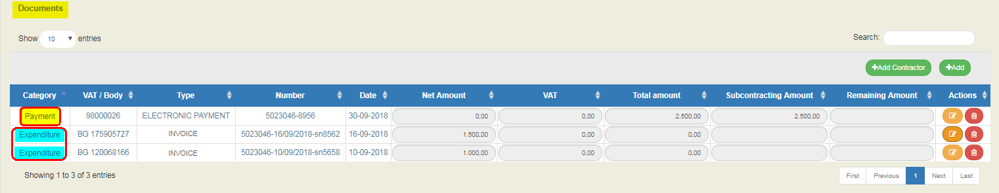 Documents
Show 10 entries Search:
+Add Contractor +Add
Category VAT / Body Type Number Date Net Amount VAT Total amount Subcontracting Amount Remaining Amount Actions
Payment 98000026 ELECTRONIC PAYMENT 5023046-8956 30-09-2018 0,00 0,00 2.500,00 2.500,00
Expenditure BG 175905727 INVOICE 5023046-16/09/2018-sn8562 16-09-2018 1.500,00 0,00 0,00
Expenditure BG 120068166 INVOICE 5023046-10/09/2018-sn5658 10-09-2018 1.000,00 0,00 0,00
Showing 1 to 3 of 3 entries First Previous 1 Next Last